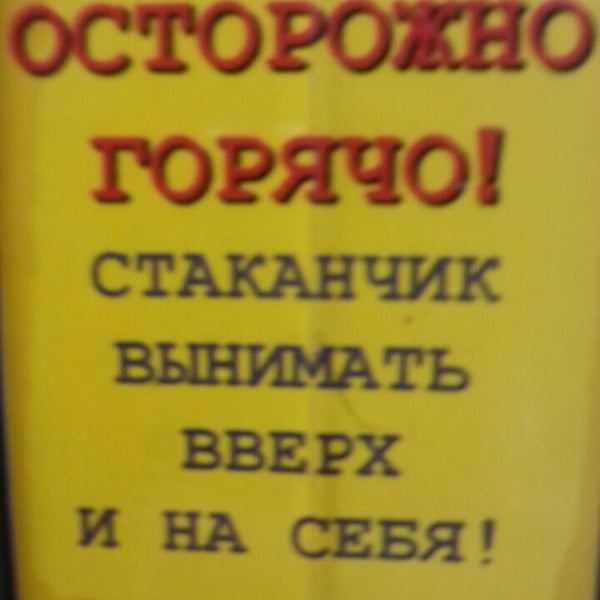 ОСТОРОЖНО
ГОРЯЧО!
СТАКАНЧИК
ВЫНИМАТЬ
ВВЕРХ
И НА СЕБЯ!